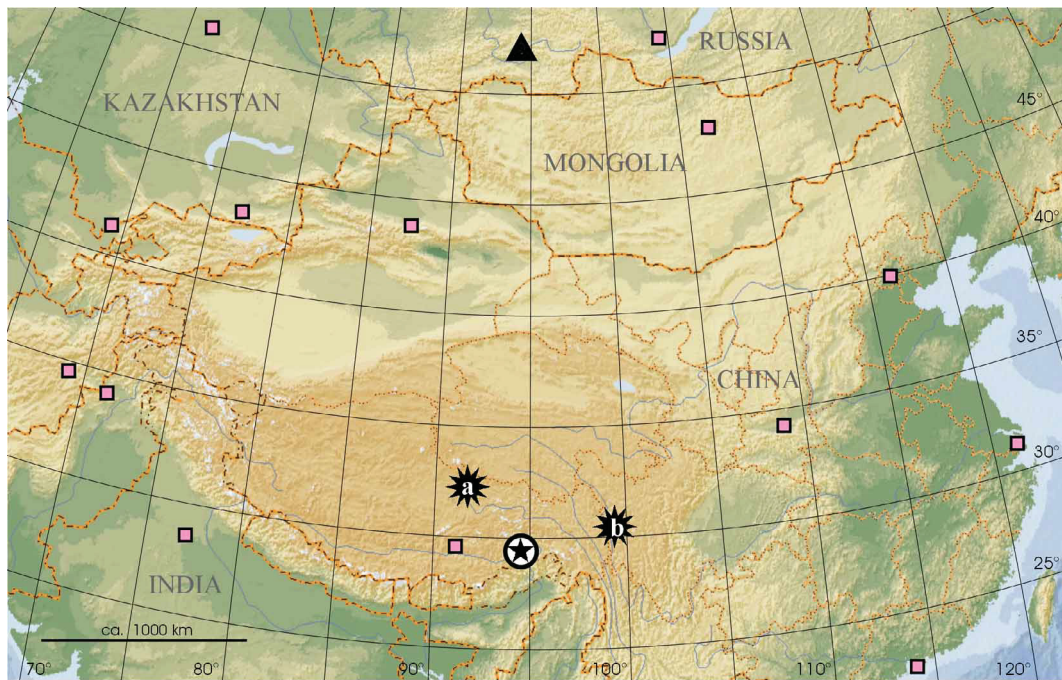 RUSSIA
KAZAKHSTAN
45°
MONGOLIA
40°
35°
CHINA
a
30°
b
INDIA
25°
ca. 1000 km
70°
80°
90°
100°
110°
120°